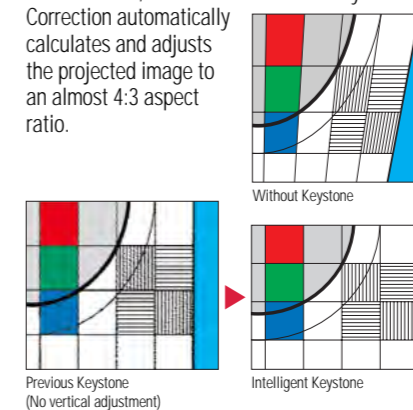 Correction automatically
calculates and adjusts
the projected image to
an almost 4:3 aspect
ratio.
Without Keystone
Previous Keystone
(No vertical adjustment)
Intelligent Keystone